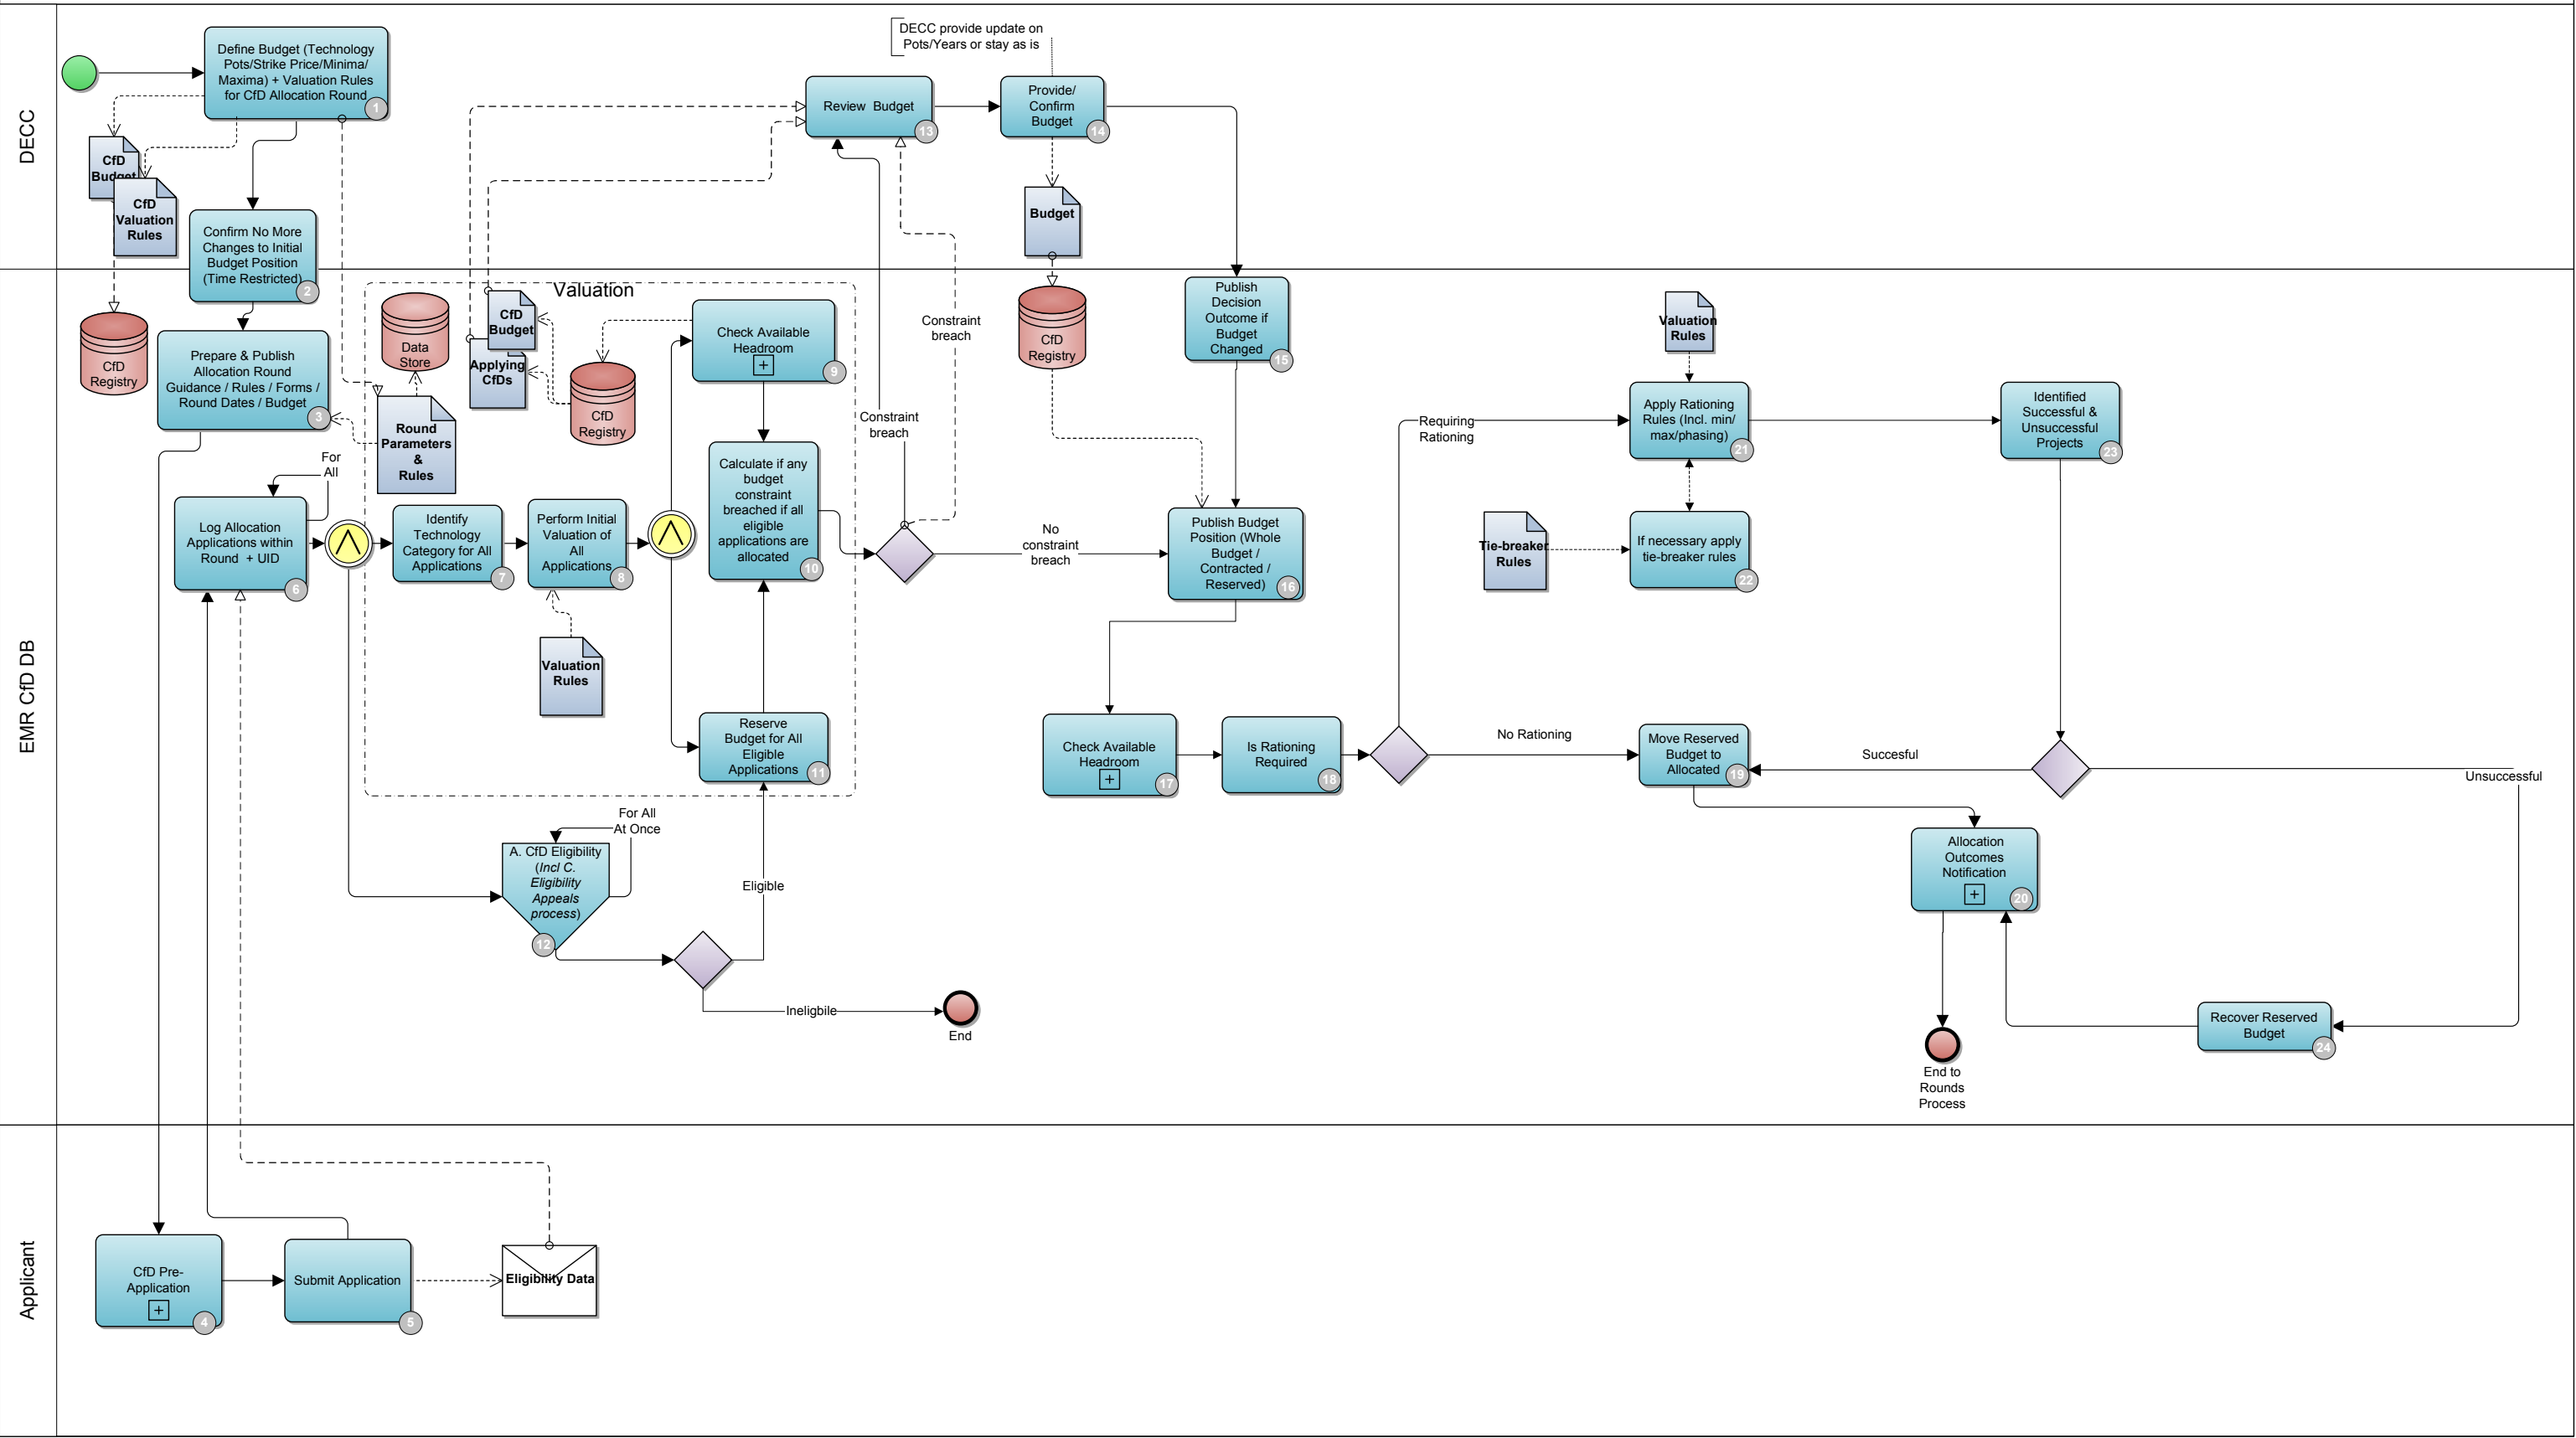 DECC
Define Budget (Technology
Pots/Strike Price/Minima/
Maxima) + Valuation Rules
for CfD Allocation Round
1
CfD
Budget
CfD
Valuation
Rules
Confirm No More
Changes to Initial
Budget Position
(Time Restricted)
2
DECC provide update on
Pots/Years or stay as is
Review Budget
13
Provide/
Confirm
Budget
14
Budget
EMR CfD DB
CfD
Registry
Prepare & Publish
Allocation Round
Guidance / Rules / Forms /
Round Dates / Budget
3
For
All
Log Allocation
Applications within
Round + UID
6
Valuation
Data
Store
Round
Parameters
&
Rules
CfD
Budget
Applying
CfDs
CfD
Registry
Check Available
Headroom
9
Identify
Technology
Category for All
Applications
7
Perform Initial
Valuation of
All
Applications
8
Valuation
Rules
Calculate if any
budget
constraint
breached if all
eligible
applications are
allocated
10
Reserve
Budget for All
Eligible
Applications
11
For All
At Once
A. CfD Eligibility
(Incl C.
Eligibility
Appeals
process)
12
Eligible
Ineligbile
End
Constraint
breach
Constraint
breach
No
constraint
breach
CfD
Registry
Publish
Decision
Outcome if
Budget
Changed
15
Publish Budget
Position (Whole
Budget /
Contracted /
Reserved)
16
Check Available
Headroom
17
Is Rationing
Required
18
Requiring
Rationing
No Rationing
Valuation
Rules
Apply Rationing
Rules (Incl. min/
max/phasing)
21
Tie-breaker
Rules
If necessary apply
tie-breaker rules
22
Identified
Successful &
Unsuccessful
Projects
23
Move Reserved
Budget to
Allocated
19
Succesful
Unsuccessful
Allocation
Outcomes
Notification
20
Recover Reserved
Budget
24
End to
Rounds
Process
Applicant
CfD Pre-
Application
4
Submit Application
5
Eligibility Data